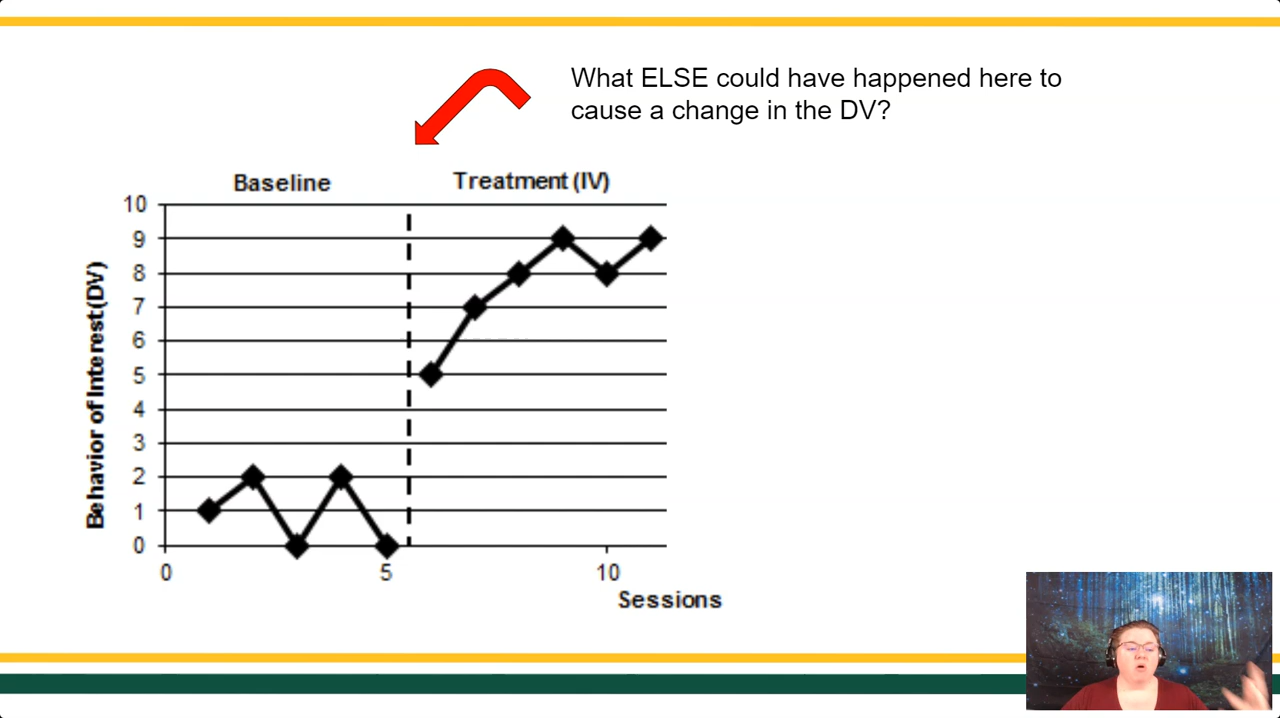 What ELSE could have happened here to
cause a change in the DV?
Baseline
Treatment (IV)
Behavior of Interest (DV)
10
9
8
7
6
5
4
3
2
1
0
0
5
10
Sessions